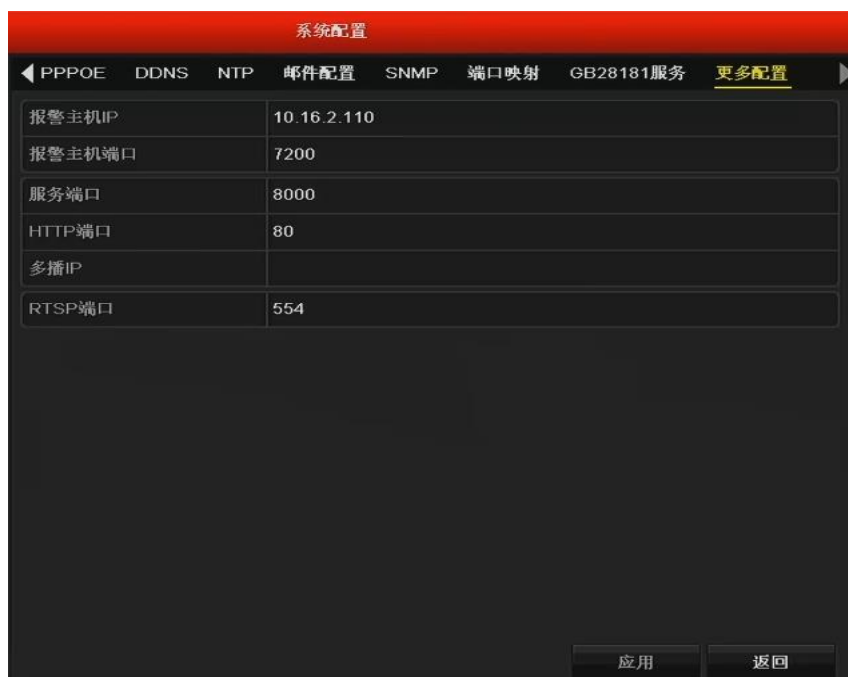 系统配置
PPPOE DDNS NTP 邮件配置 SNMP 端口映射 GB28181服务 更多配置
报警主机IP 10.16.2.110
报警主机端口 7200
服务端口 8000
HTTP端口 80
多播IP
RTSP端口 554
应用 返回